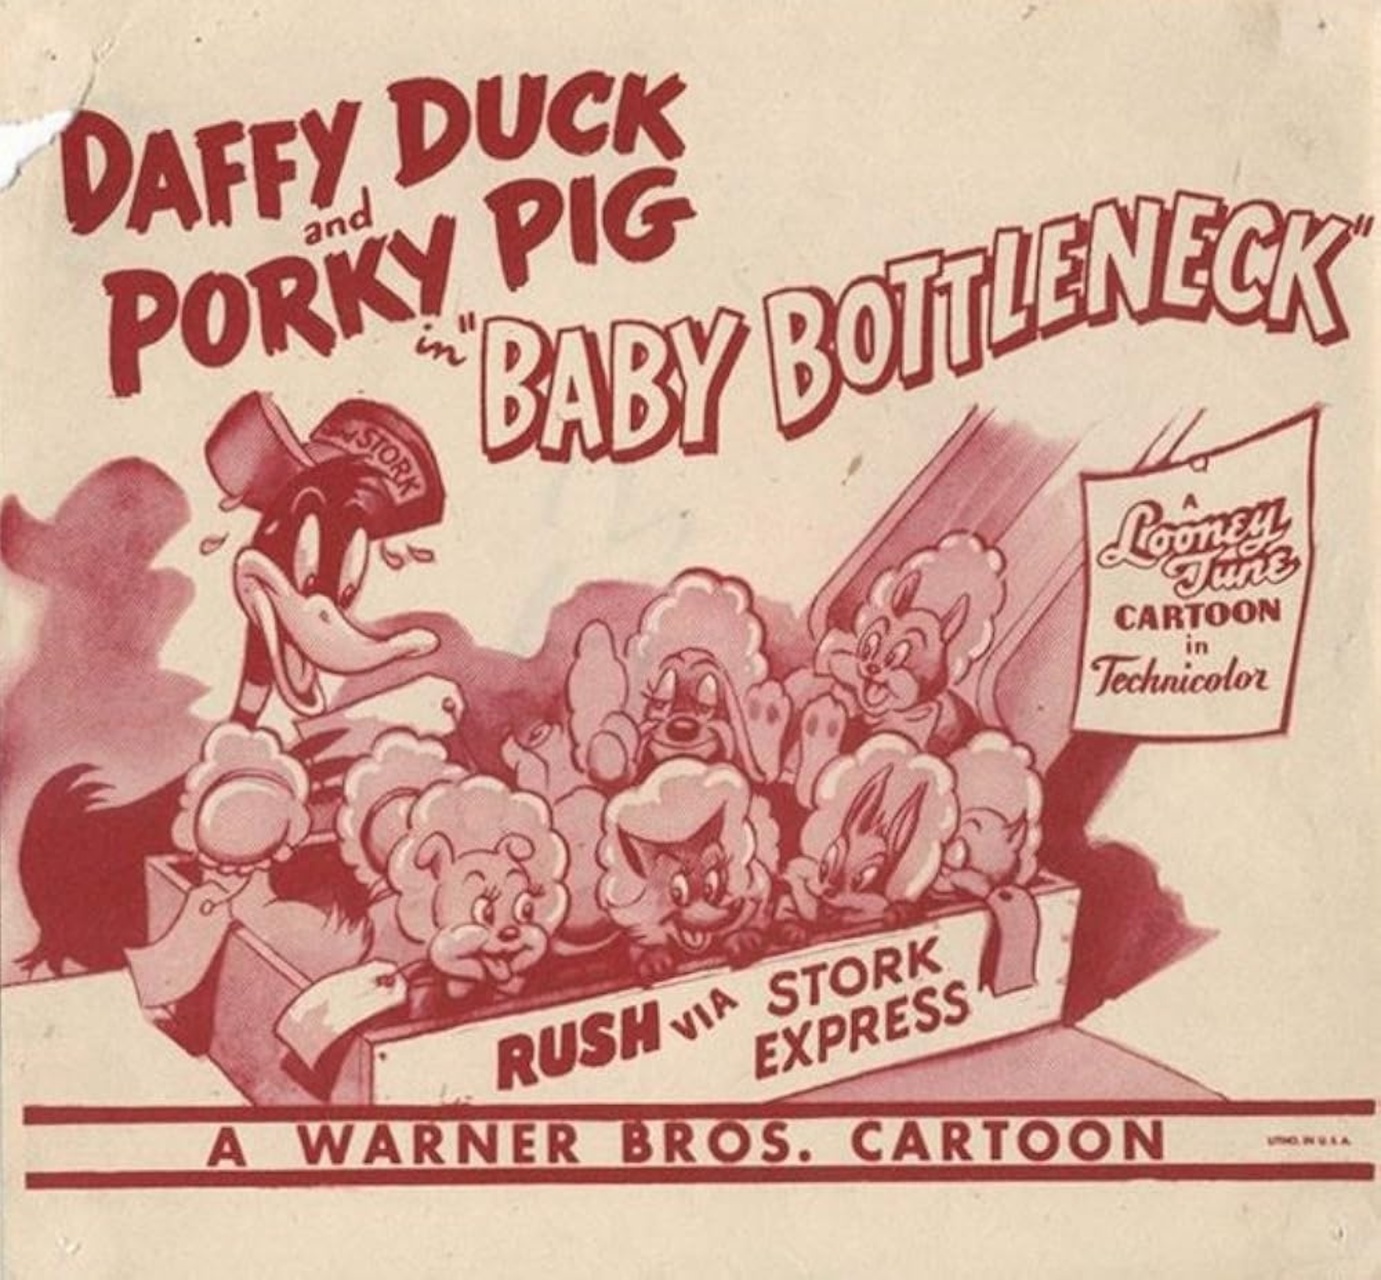 DAFFY DUCK
and
PORKY PIG
in "BABY BOTTLENECK"
STORK
A
Looney
Tune
CARTOON
in
Technicolor
RUSH VIA STORK
EXPRESS
A WARNER BROS. CARTOON
LITHO. IN U.S.A.